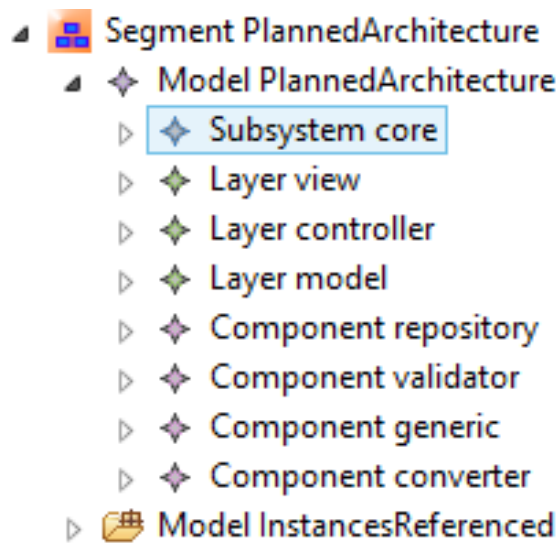 Segment PlannedArchitecture
Model PlannedArchitecture
Subsystem core
Layer view
Layer controller
Layer model
Component repository
Component validator
Component generic
Component converter
Model InstancesReferenced